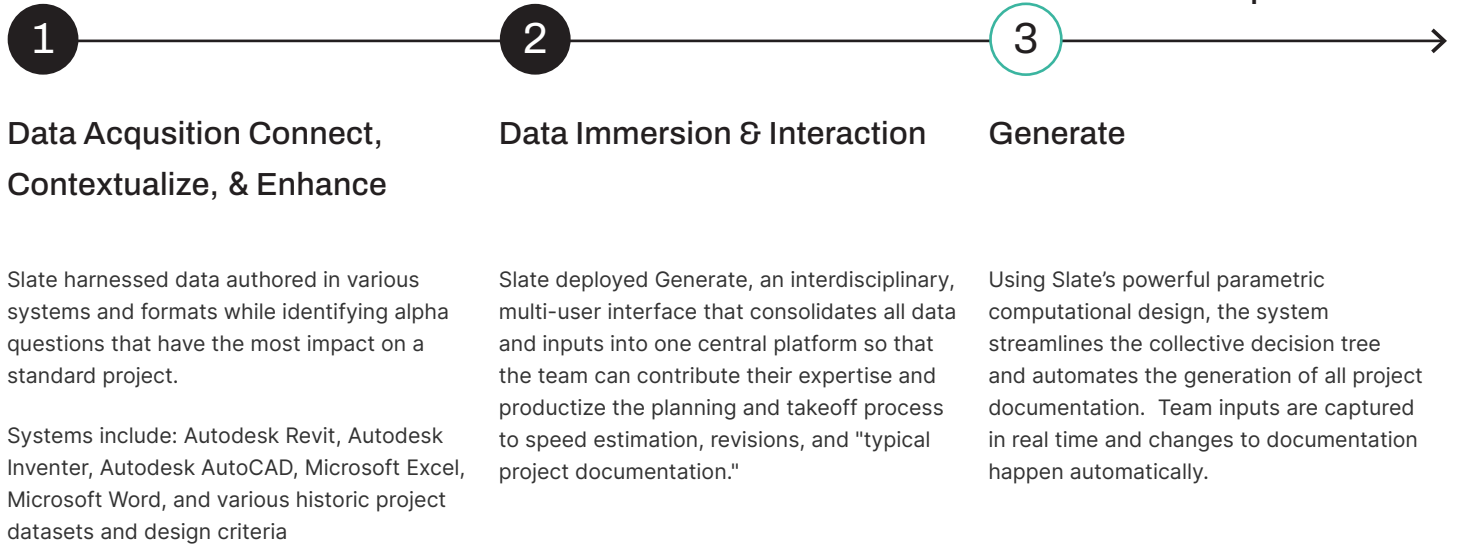 1
2
3
Data Acqusition Connect,
Contextualize, & Enhance
Data Immersion & Interaction
Generate
Slate harnessed data authored in various
systems and formats while identifying alpha
questions that have the most impact on a
standard project.
Systems include: Autodesk Revit, Autodesk
Inventer, Autodesk AutoCAD, Microsoft Excel,
Microsoft Word, and various historic project
datasets and design criteria
Slate deployed Generate, an interdisciplinary,
multi-user interface that consolidates all data
and inputs into one central platform so that
the team can contribute their expertise and
productize the planning and takeoff process
to speed estimation, revisions, and "typical
project documentation."
Using Slate’s powerful parametric
computational design, the system
streamlines the collective decision tree
and automates the generation of all project
documentation.  Team inputs are captured
in real time and changes to documentation
happen automatically.